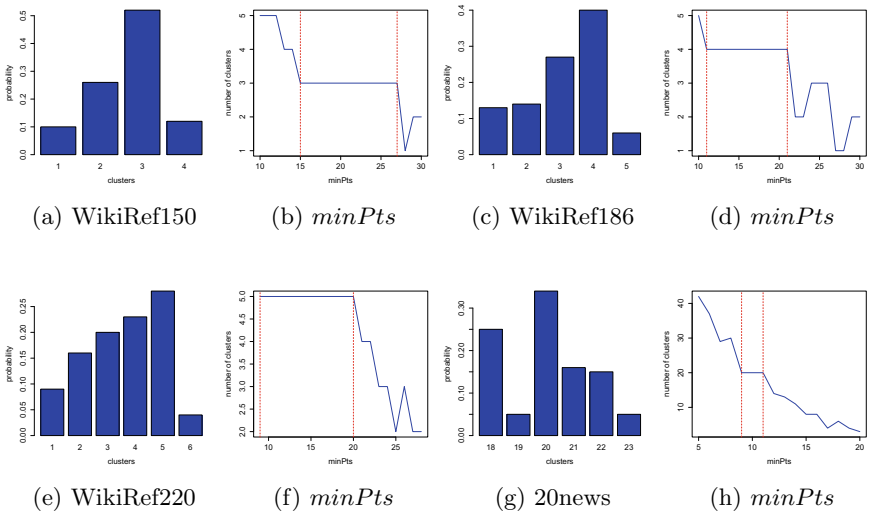 probability
0.0 0.1 0.2 0.3 0.4 0.5
1 2 3 4
clusters
number of clusters
1 2 3 4 5
10 15 20 25 30
minPts
probability
0.0 0.1 0.2 0.3 0.4
1 2 3 4 5
clusters
number of clusters
1 2 3 4 5
10 15 20 25 30
minPts
(a) WikiRef150
(b) minPts
(c) WikiRef186
(d) minPts
probability
0.00 0.05 0.10 0.15 0.20 0.25
1 2 3 4 5 6
clusters
number of clusters
2.0 2.5 3.0 3.5 4.0 4.5 5.0
10 15 20 25
minPts
probability
0.00 0.10 0.20 0.30
18 19 20 21 22 23
clusters
number of clusters
10 20 30 40
5 10 15 20
minPts
(e) WikiRef220
(f) minPts
(g) 20news
(h) minPts